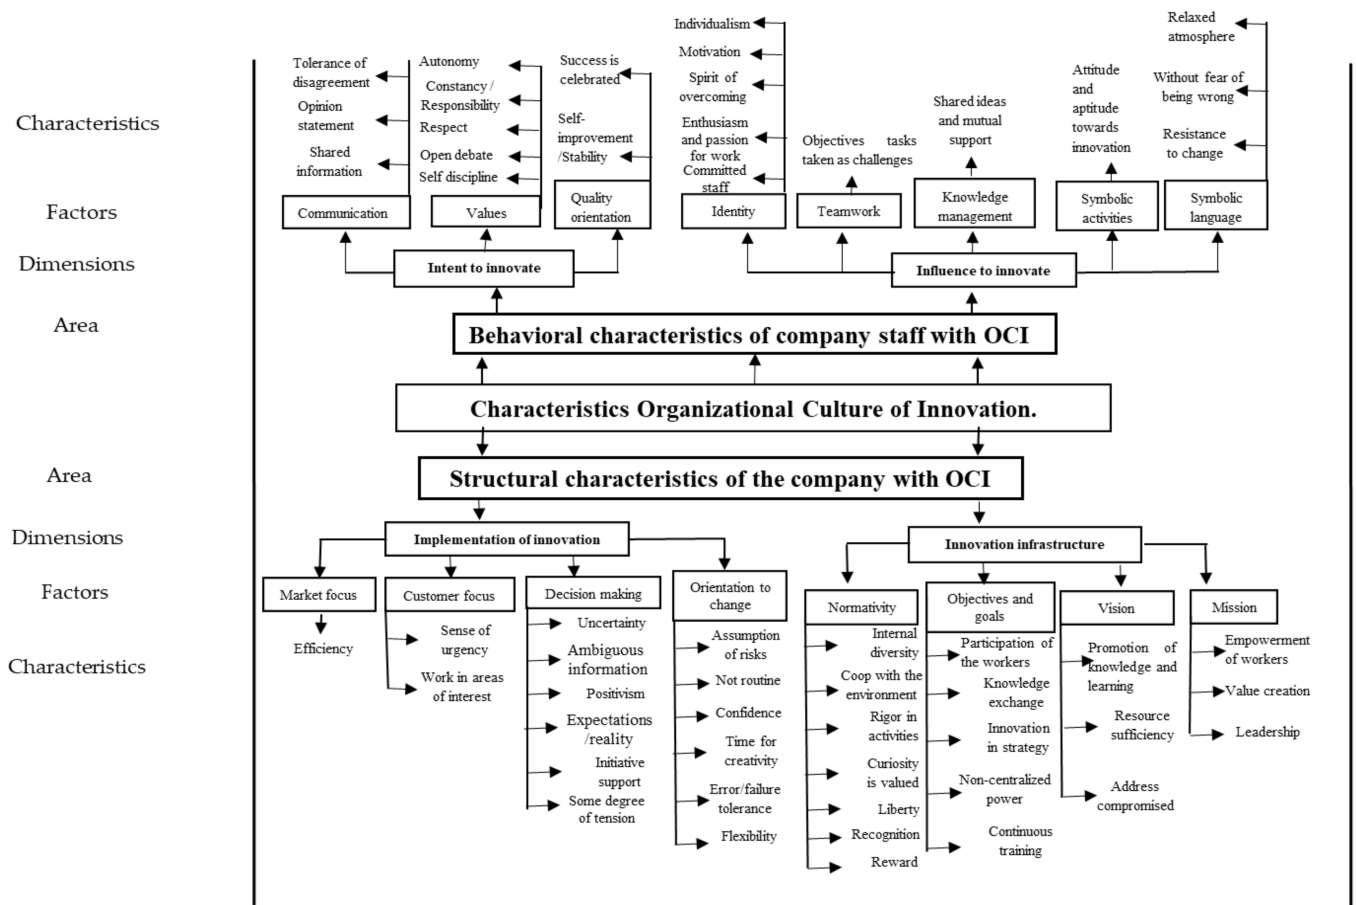 Characteristics
Factors
Dimensions
Area
Area
Dimensions
Factors
Characteristics
Tolerance of
disagreement
Opinion
statement
Shared
information
Communication
Autonomy
Constancy /
Responsibility
Respect
Open debate
Self discipline
Values
Success is
celebrated
Self-
improvement
/Stability
Quality
orientation
Intent to innovate
Individualism
Motivation
Spirit of
overcoming
Enthusiasm
and passion
for work
Committed
staff
Identity
Objectives tasks
taken as challenges
Teamwork
Shared ideas
and mutual
support
Knowledge
management
Attitude
and
aptitude
towards
innovation
Symbolic
activities
Relaxed
atmosphere
Without fear of
being wrong
Resistance
to change
Symbolic
language
Influence to innovate
Behavioral characteristics of company staff with OCI
Characteristics Organizational Culture of Innovation.
Structural characteristics of the company with OCI
Implementation of innovation
Market focus
Efficiency
Customer focus
Sense of
urgency
Work in areas
of interest
Decision making
Uncertainty
Ambiguous
information
Positivism
Expectations
/reality
Initiative
support
Some degree
of tension
Orientation to
change
Assumption
of risks
Not routine
Confidence
Time for
creativity
Error/failure
tolerance
Flexibility
Innovation infrastructure
Normativity
Internal
diversity
Coop with the
environment
Rigor in
activities
Curiosity
is valued
Liberty
Recognition
Reward
Objectives and
goals
Participation of
the workers
Knowledge
exchange
Innovation
in strategy
Non-centralized
power
Continuous
training
Vision
Promotion of
knowledge and
learning
Resource
sufficiency
Address
compromised
Mission
Empowerment
of workers
Value creation
Leadership